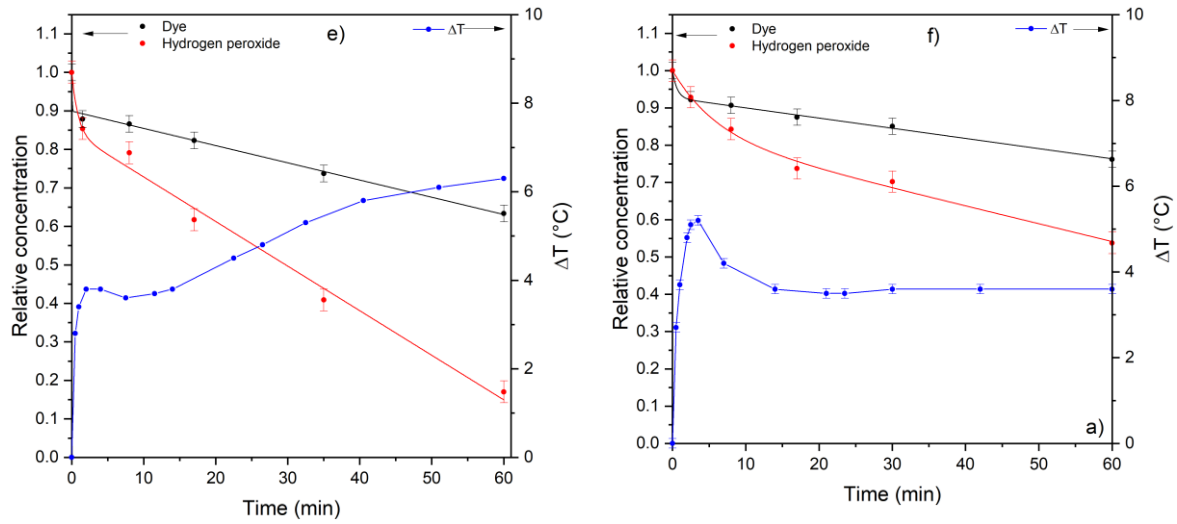 Dye
Hydrogen peroxide
e)
ΔT
Relative concentration
1.1
1.0
0.9
0.8
0.7
0.6
0.5
0.4
0.3
0.2
0.1
0.0
0 10 20 30 40 50 60
Time (min)
10
8
6
4
2
0
ΔT (°C)
Dye
Hydrogen peroxide
f)
ΔT
Relative concentration
1.1
1.0
0.9
0.8
0.7
0.6
0.5
0.4
0.3
0.2
0.1
0.0
a)
0 10 20 30 40 50 60
Time (min)
10
8
6
4
2
0
ΔT (°C)